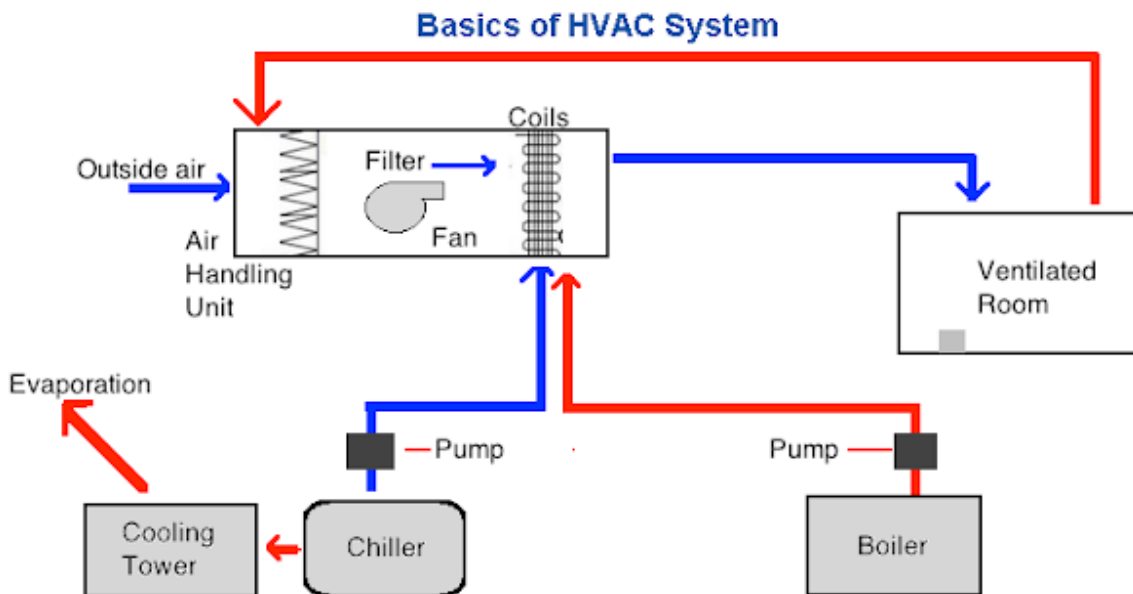 Basics of HVAC System
Coils
Outside air
Filter
Fan
Air
Handling
Unit
Ventilated
Room
Evaporation
Pump
Pump
Cooling
Tower
Chiller
Boiler